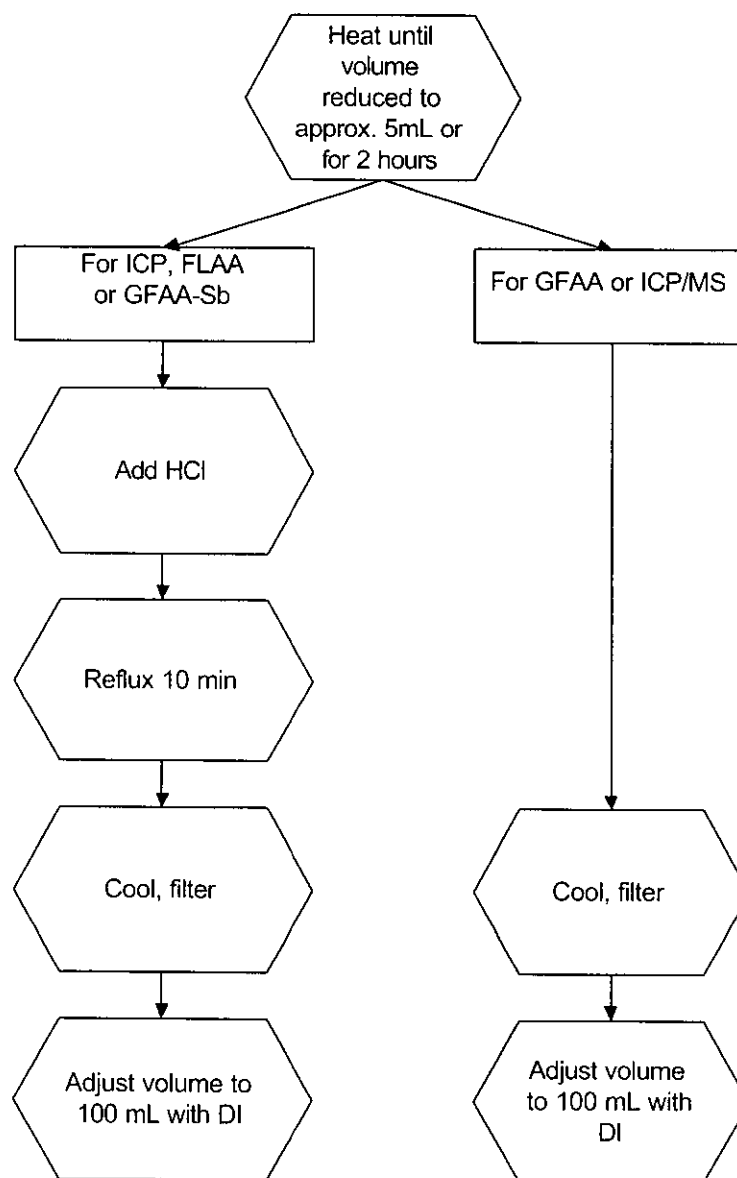 Heat until
volume
reduced to
approx. 5mL or
for 2 hours
For ICP, FLAA
or GFAA-Sb
For GFAA or ICP/MS
Add HCl
Reflux 10 min
Cool, filter
Cool, filter
Adjust volume to
100 mL with DI
Adjust volume
to 100 mL with
DI